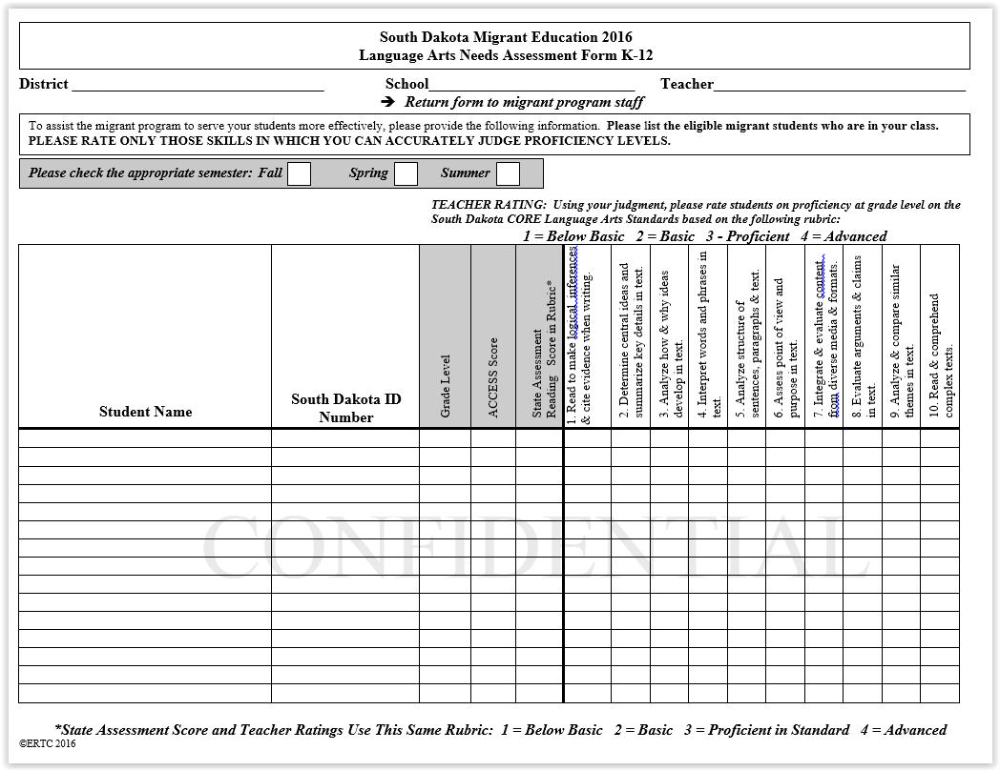 South Dakota Migrant Education 2016
Language Arts Needs Assessment Form K-12
District __________ School__________ Teacher__________
➔ Return form to migrant program staff
To assist the migrant program to serve your students more effectively, please provide the following information. Please list the eligible migrant students who are in your class.
PLEASE RATE ONLY THOSE SKILLS IN WHICH YOU CAN ACCURATELY JUDGE PROFICIENCY LEVELS.
Please check the appropriate semester: Fall Spring Summer
TEACHER RATING: Using your judgment, please rate students on proficiency at grade level on the
South Dakota CORE Language Arts Standards based on the following rubric:
1 = Below Basic 2 = Basic 3 - Proficient 4 = Advanced
Student Name
South Dakota ID
Number
Grade Level
ACCESS Score
State Assessment
Reading Score in Rubric*
1. Read to make logical inferences
& cite evidence when writing.
2. Determine central ideas and
summarize key details in text.
3. Analyze how & why ideas
develop in text.
4. Interpret words and phrases in
text.
5. Analyze structure of
sentences, paragraphs & text.
6. Assess point of view and
purpose in text.
7. Integrate & evaluate content
from diverse media & formats.
8. Evaluate arguments & claims
in text.
9. Analyze & compare similar
themes in text.
10. Read & comprehend
complex texts.
CONFIDENTIAL
*State Assessment Score and Teacher Ratings Use This Same Rubric: 1 = Below Basic 2 = Basic 3 = Proficient in Standard 4 = Advanced
©ERTC 2016